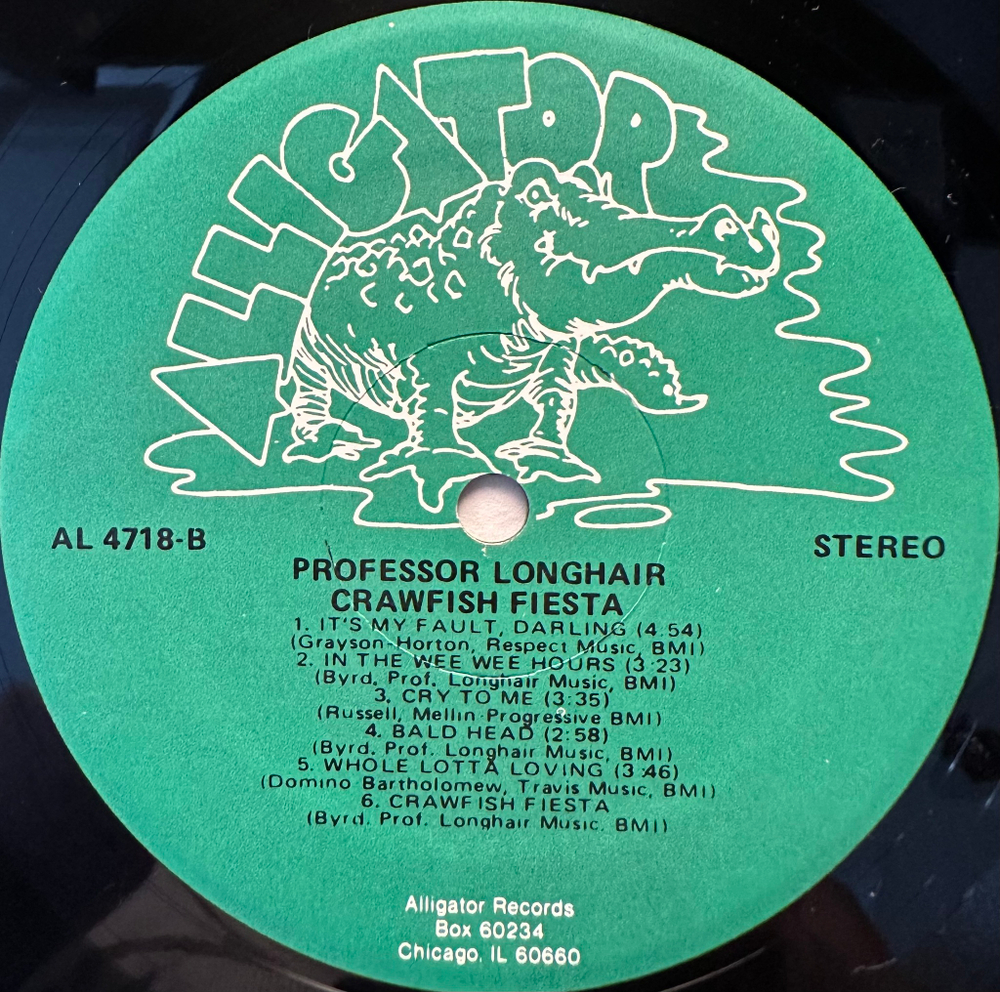 ALLIGATOR
AL 4718-B
STEREO
PROFESSOR LONGHAIR
CRAWFISH FIESTA
1. IT'S MY FAULT, DARLING (4:54)
(Grayson-Horton, Respect Music, BMI)
2. IN THE WEE WEE HOURS (3:23)
(Byrd, Prof. Longhair Music, BMI)
3. CRY TO ME (3:35)
(Russell, Mellin-Progressive BMI)
4. BALD HEAD (2:58)
(Byrd, Prof. Longhair Music, BMI)
5. WHOLE LOTTA LOVING (3:46)
(Domino-Bartholomew, Travis Music, BMI)
6. CRAWFISH FIESTA
(Byrd, Prof. Longhair Music, BMI)
Alligator Records
Box 60234
Chicago, IL 60660